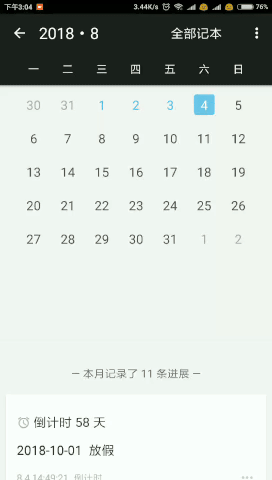 下午3:04 3.44K/s 76%
2018 • 8 全部记本
一 二 三 四 五 六 日
30 31 1 2 3 4 5
6 7 8 9 10 11 12
13 14 15 16 17 18 19
20 21 22 23 24 25 26
27 28 29 30 31 1 2
— 本月记录了 11 条进展 —
倒计时 58 天
2018-10-01 放假
8.4 14:49:21 倒计时